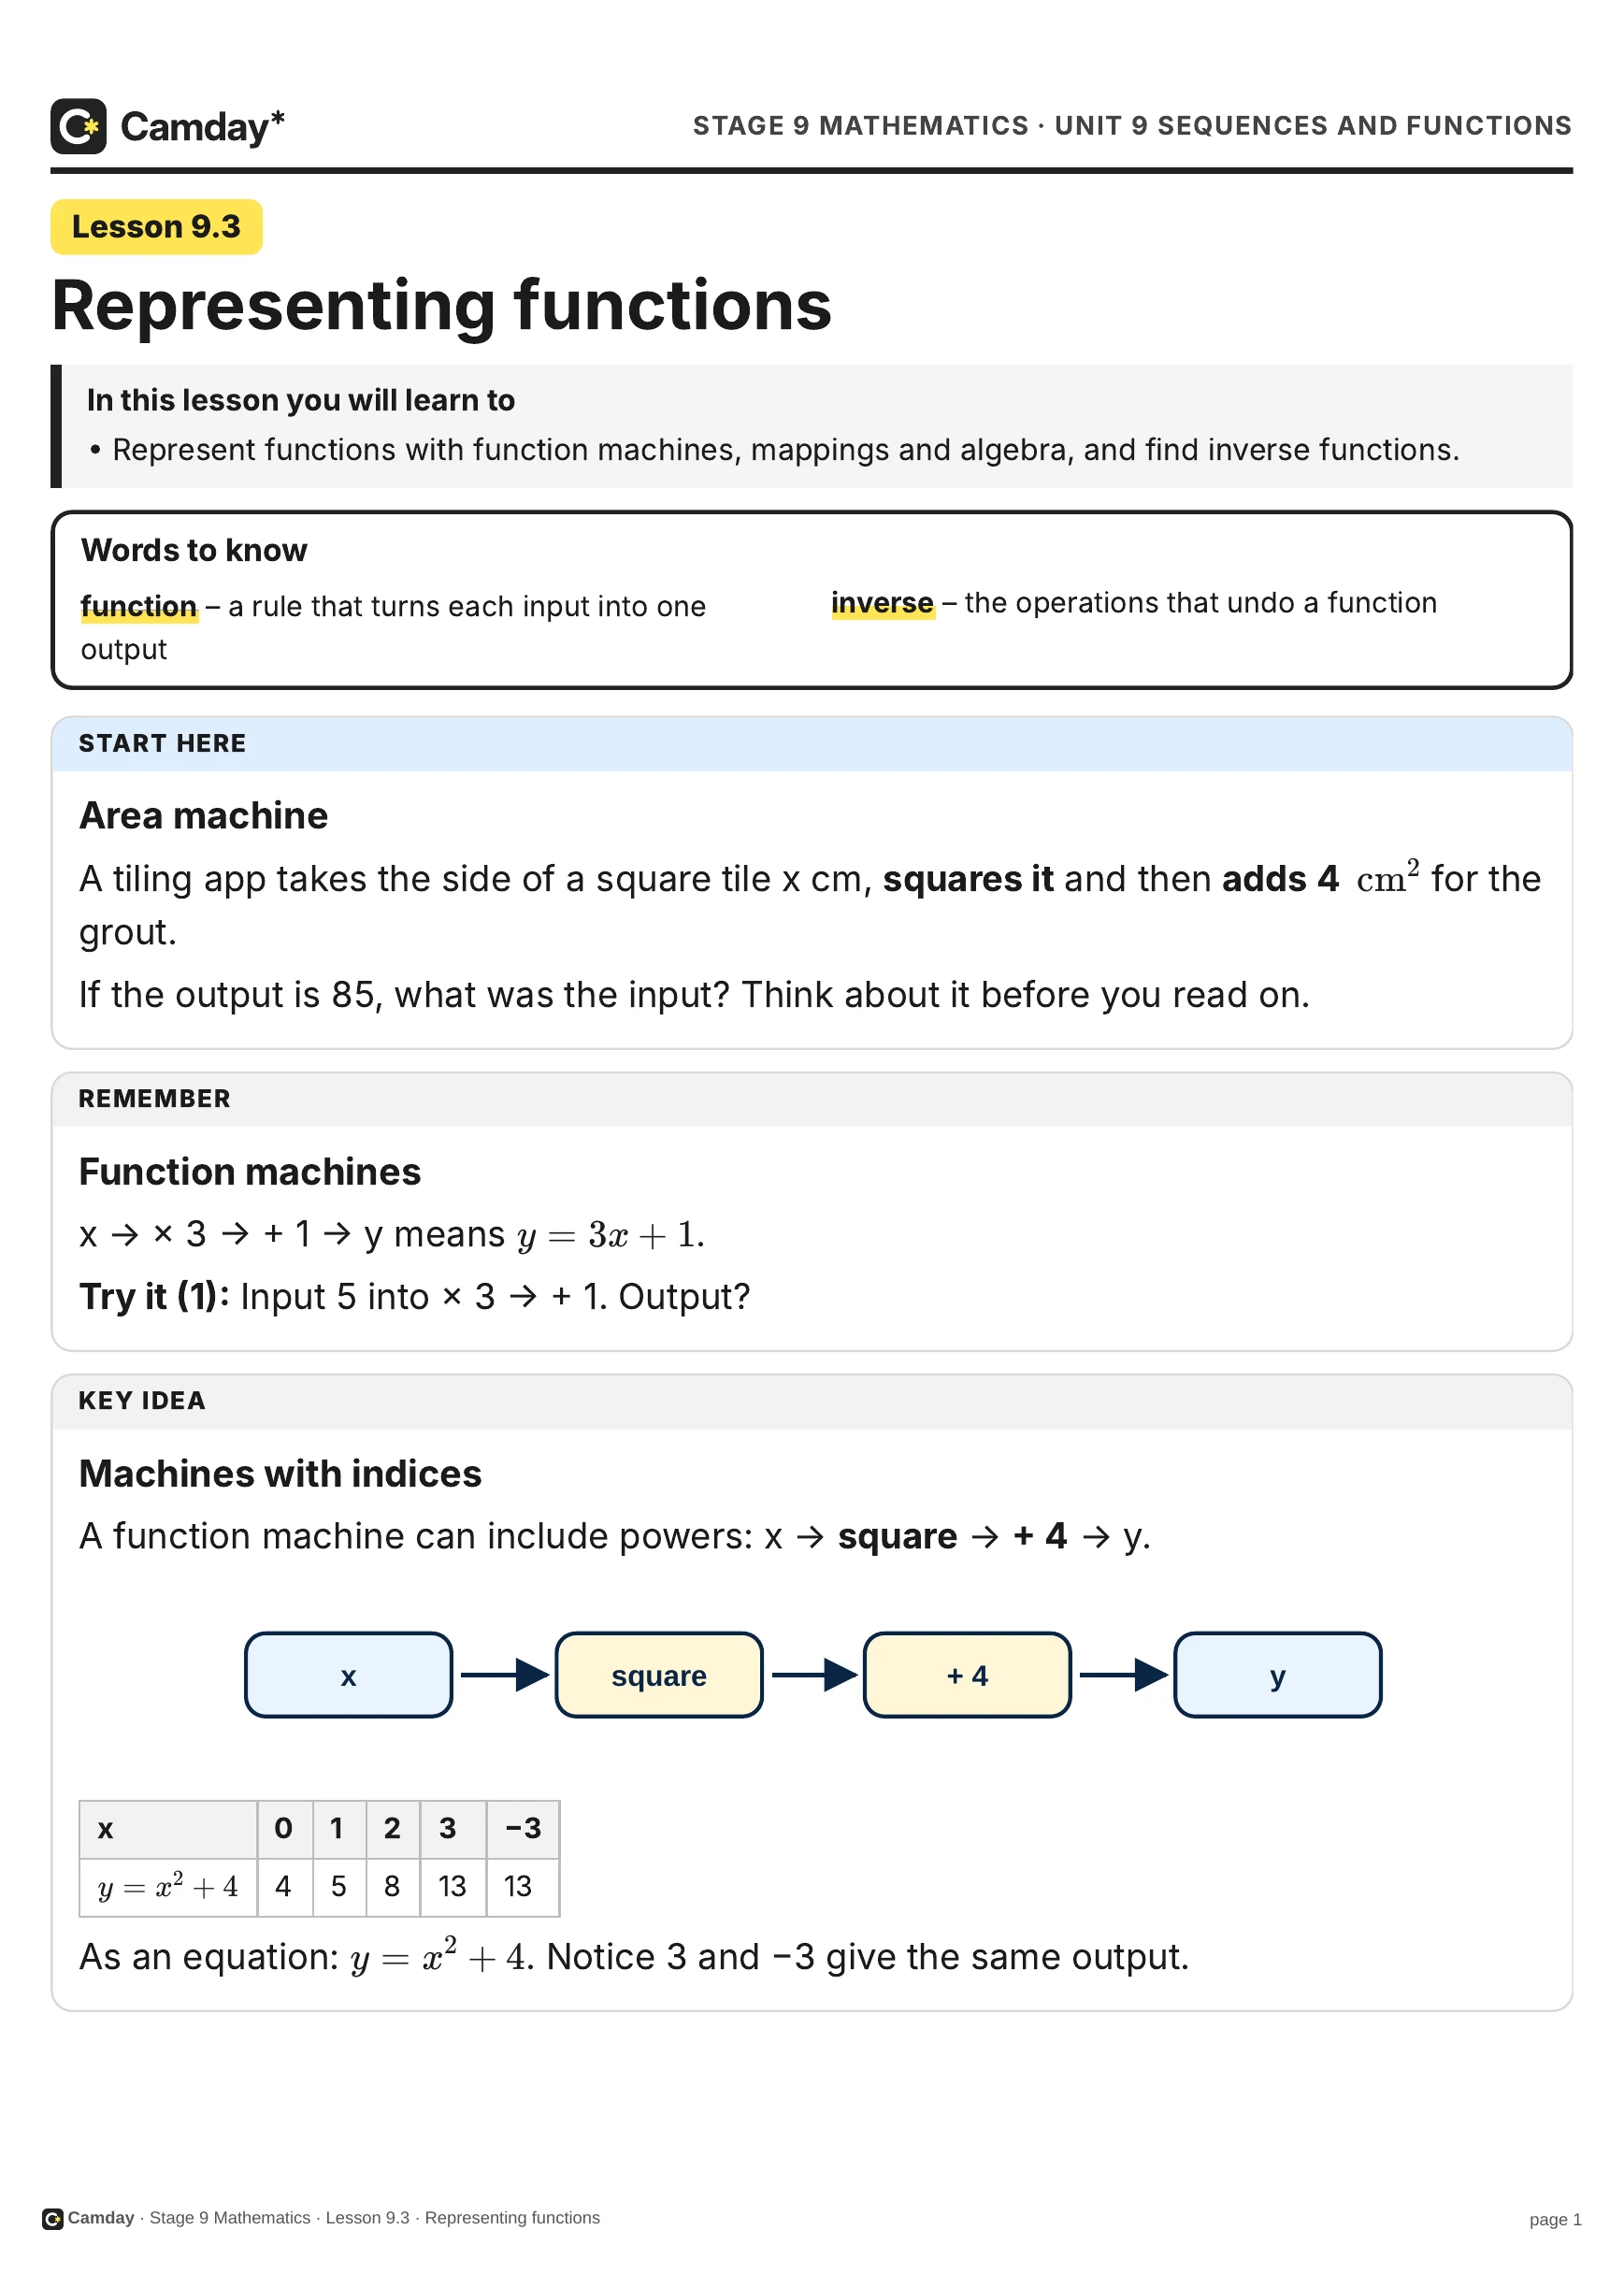 Camday*
STAGE 9 MATHEMATICS · UNIT 9 SEQUENCES AND FUNCTIONS
Lesson 9.3
Representing functions
In this lesson you will learn to
• Represent functions with function machines, mappings and algebra, and find inverse functions.
Words to know
function – a rule that turns each input into one
output
inverse – the operations that undo a function
START HERE
Area machine
A tiling app takes the side of a square tile x cm, squares it and then adds 4 cm² for the
grout.
If the output is 85, what was the input? Think about it before you read on.
REMEMBER
Function machines
x → × 3 → + 1 → y means y = 3x + 1.
Try it (1): Input 5 into × 3 → + 1. Output?
KEY IDEA
Machines with indices
A function machine can include powers: x → square → + 4 → y.
x square + 4 y
x 0 1 2 3 −3
y = x² + 4 4 5 8 13 13
As an equation: y = x² + 4. Notice 3 and −3 give the same output.
Camday · Stage 9 Mathematics · Lesson 9.3 · Representing functions
page 1